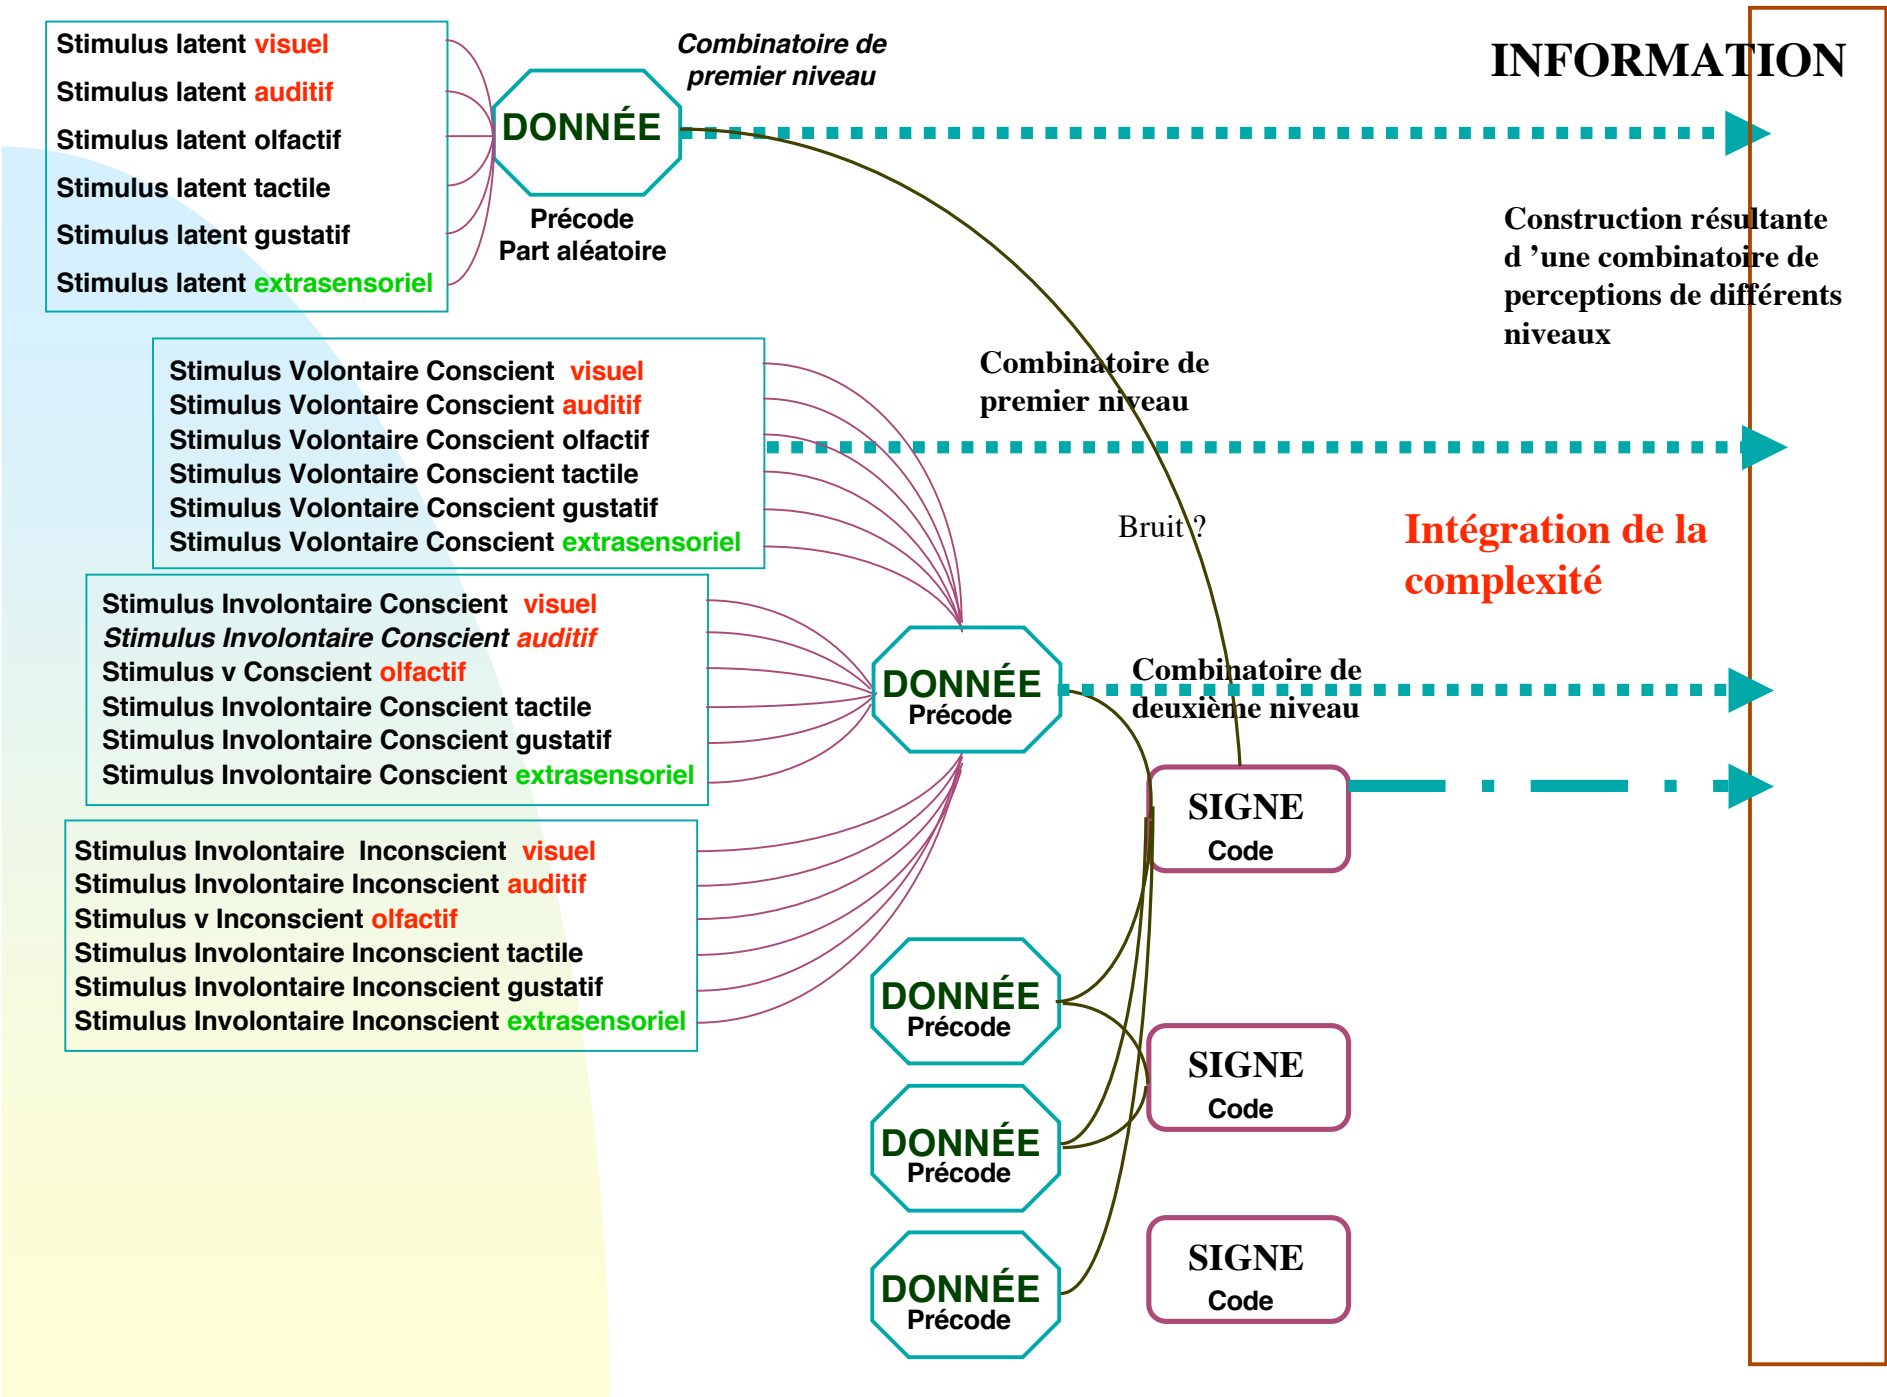 Stimulus latent visuel
Stimulus latent auditif
Stimulus latent olfactif
Stimulus latent tactile
Stimulus latent gustatif
Stimulus latent extrasensoriel
DONNÉE
Précode
Part aléatoire
Combinatoire de
premier niveau
INFORMATION
Construction résultante
d ’une combinatoire de
perceptions de différents
niveaux
Stimulus Volontaire Conscient visuel
Stimulus Volontaire Conscient auditif
Stimulus Volontaire Conscient olfactif
Stimulus Volontaire Conscient tactile
Stimulus Volontaire Conscient gustatif
Stimulus Volontaire Conscient extrasensoriel
Combinatoire de
premier niveau
Bruit ?
Intégration de la
complexité
Stimulus Involontaire Conscient visuel
Stimulus Involontaire Conscient auditif
Stimulus v Conscient olfactif
Stimulus Involontaire Conscient tactile
Stimulus Involontaire Conscient gustatif
Stimulus Involontaire Conscient extrasensoriel
DONNÉE
Précode
Combinatoire de
deuxième niveau
SIGNE
Code
Stimulus Involontaire Inconscient visuel
Stimulus Involontaire Inconscient auditif
Stimulus v Inconscient olfactif
Stimulus Involontaire Inconscient tactile
Stimulus Involontaire Inconscient gustatif
Stimulus Involontaire Inconscient extrasensoriel
DONNÉE
Précode
SIGNE
Code
DONNÉE
Précode
SIGNE
Code
DONNÉE
Précode